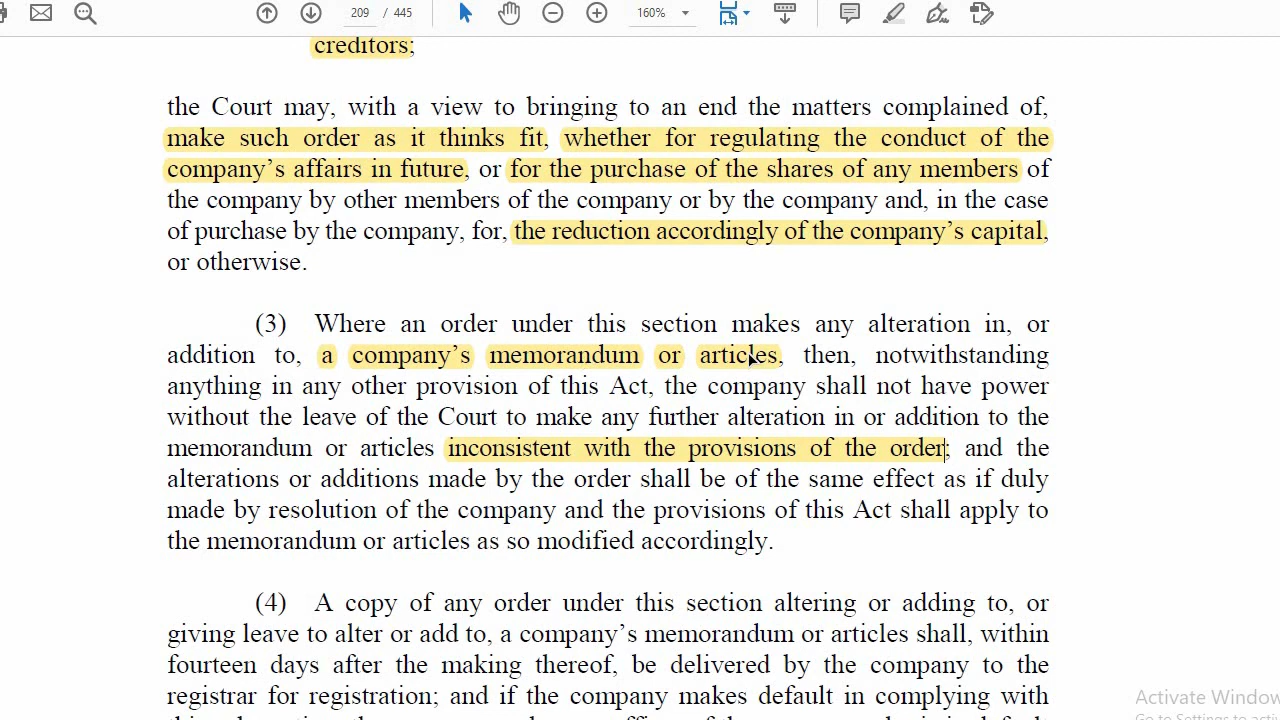 209 / 445
160%
creditors;
the Court may, with a view to bringing to an end the matters complained of,
make such order as it thinks fit, whether for regulating the conduct of the
company’s affairs in future, or for the purchase of the shares of any members of
the company by other members of the company or by the company and, in the case
of purchase by the company, for, the reduction accordingly of the company’s capital,
or otherwise.
(3) Where an order under this section makes any alteration in, or
addition to, a company’s memorandum or articles, then, notwithstanding
anything in any other provision of this Act, the company shall not have power
without the leave of the Court to make any further alteration in or addition to the
memorandum or articles inconsistent with the provisions of the order; and the
alterations or additions made by the order shall be of the same effect as if duly
made by resolution of the company and the provisions of this Act shall apply to
the memorandum or articles as so modified accordingly.
(4) A copy of any order under this section altering or adding to, or
giving leave to alter or add to, a company’s memorandum or articles shall, within
fourteen days after the making thereof, be delivered by the company to the
registrar for registration; and if the company makes default in complying with
Activate Window